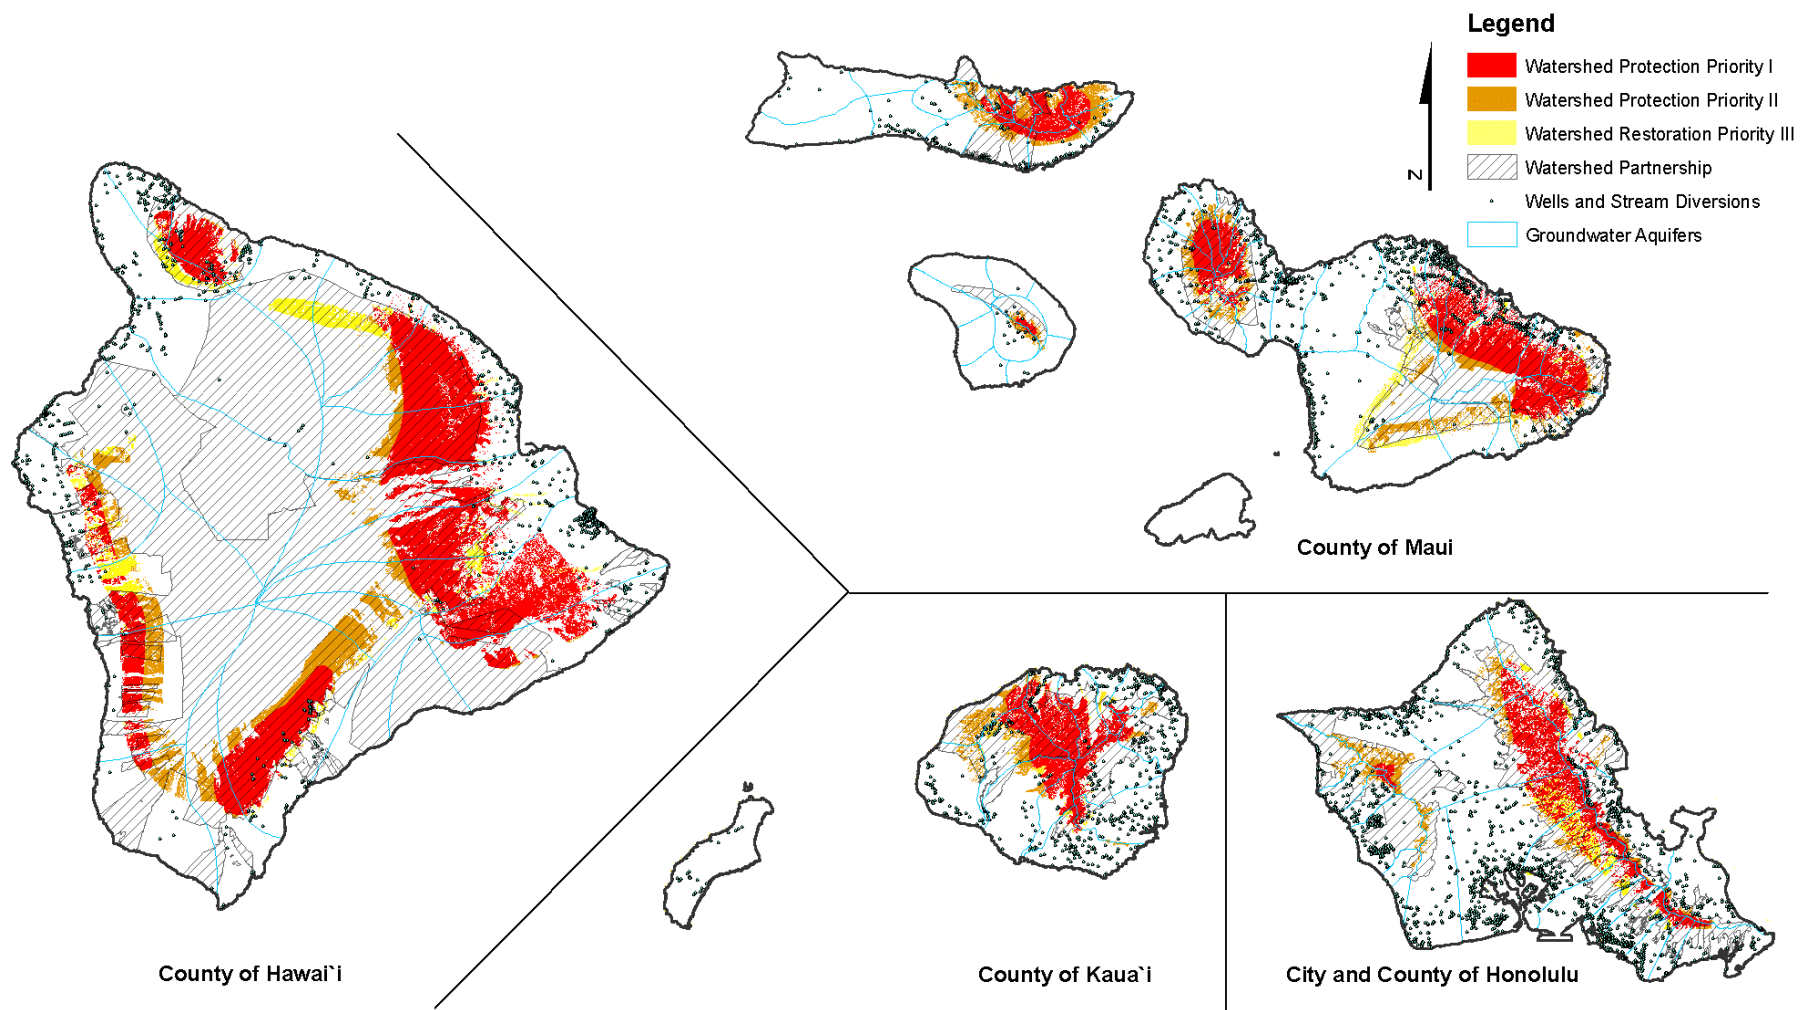 Legend
Watershed Protection Priority I
Watershed Protection Priority II
Watershed Restoration Priority III
Watershed Partnership
Wells and Stream Diversions
Groundwater Aquifers
N
County of Maui
County of Hawai`i
County of Kaua`i
City and County of Honolulu